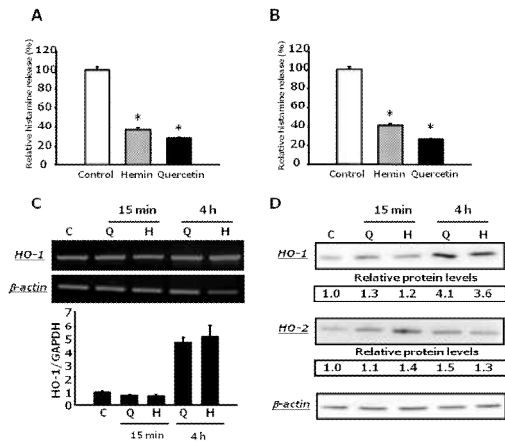 A
Relative histamine release (%)
120
100
80
60
40
20
0
*
*
Control Hemin Quercetin
B
Relative histamine release (%)
120
100
80
60
40
20
0
*
*
Control Hemin Quercetin
C
15 min 4 h
C Q H Q H
HO-1
β-actin
HO-1/GAPDH
7
6
5
4
3
2
1
0
C Q H Q H
15 min 4 h
D
15 min 4 h
C Q H Q H
HO-1
Relative protein levels
1.0 1.3 1.2 4.1 3.6
HO-2
Relative protein levels
1.0 1.1 1.4 1.5 1.3
β-actin